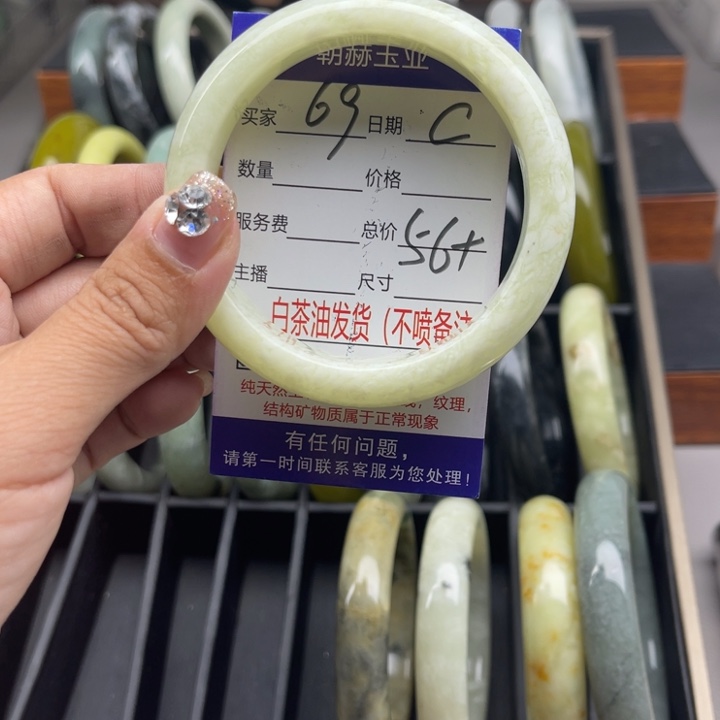 朝赫玉业
买家 69 日期 C
数量 价格
服务费 总价 56+
主播 尺寸
白茶油发货（不喷备注
纯天然 纹理，
结构矿物质属于正常现象
有任何问题，
请第一时间联系客服为您处理！